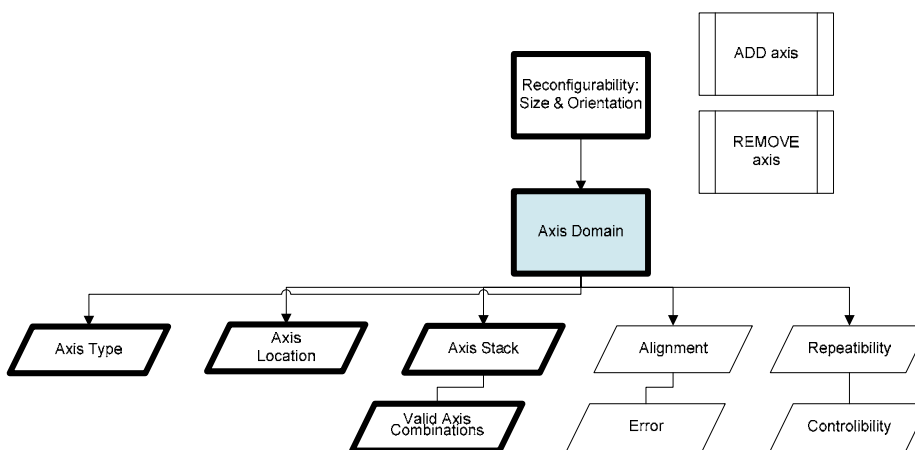 ADD axis
Reconfigurability:
Size & Orientation
REMOVE
axis
Axis Domain
Axis Type
Axis
Location
Axis Stack
Alignment
Repeatibility
Valid Axis
Combinations
Error
Controlibility